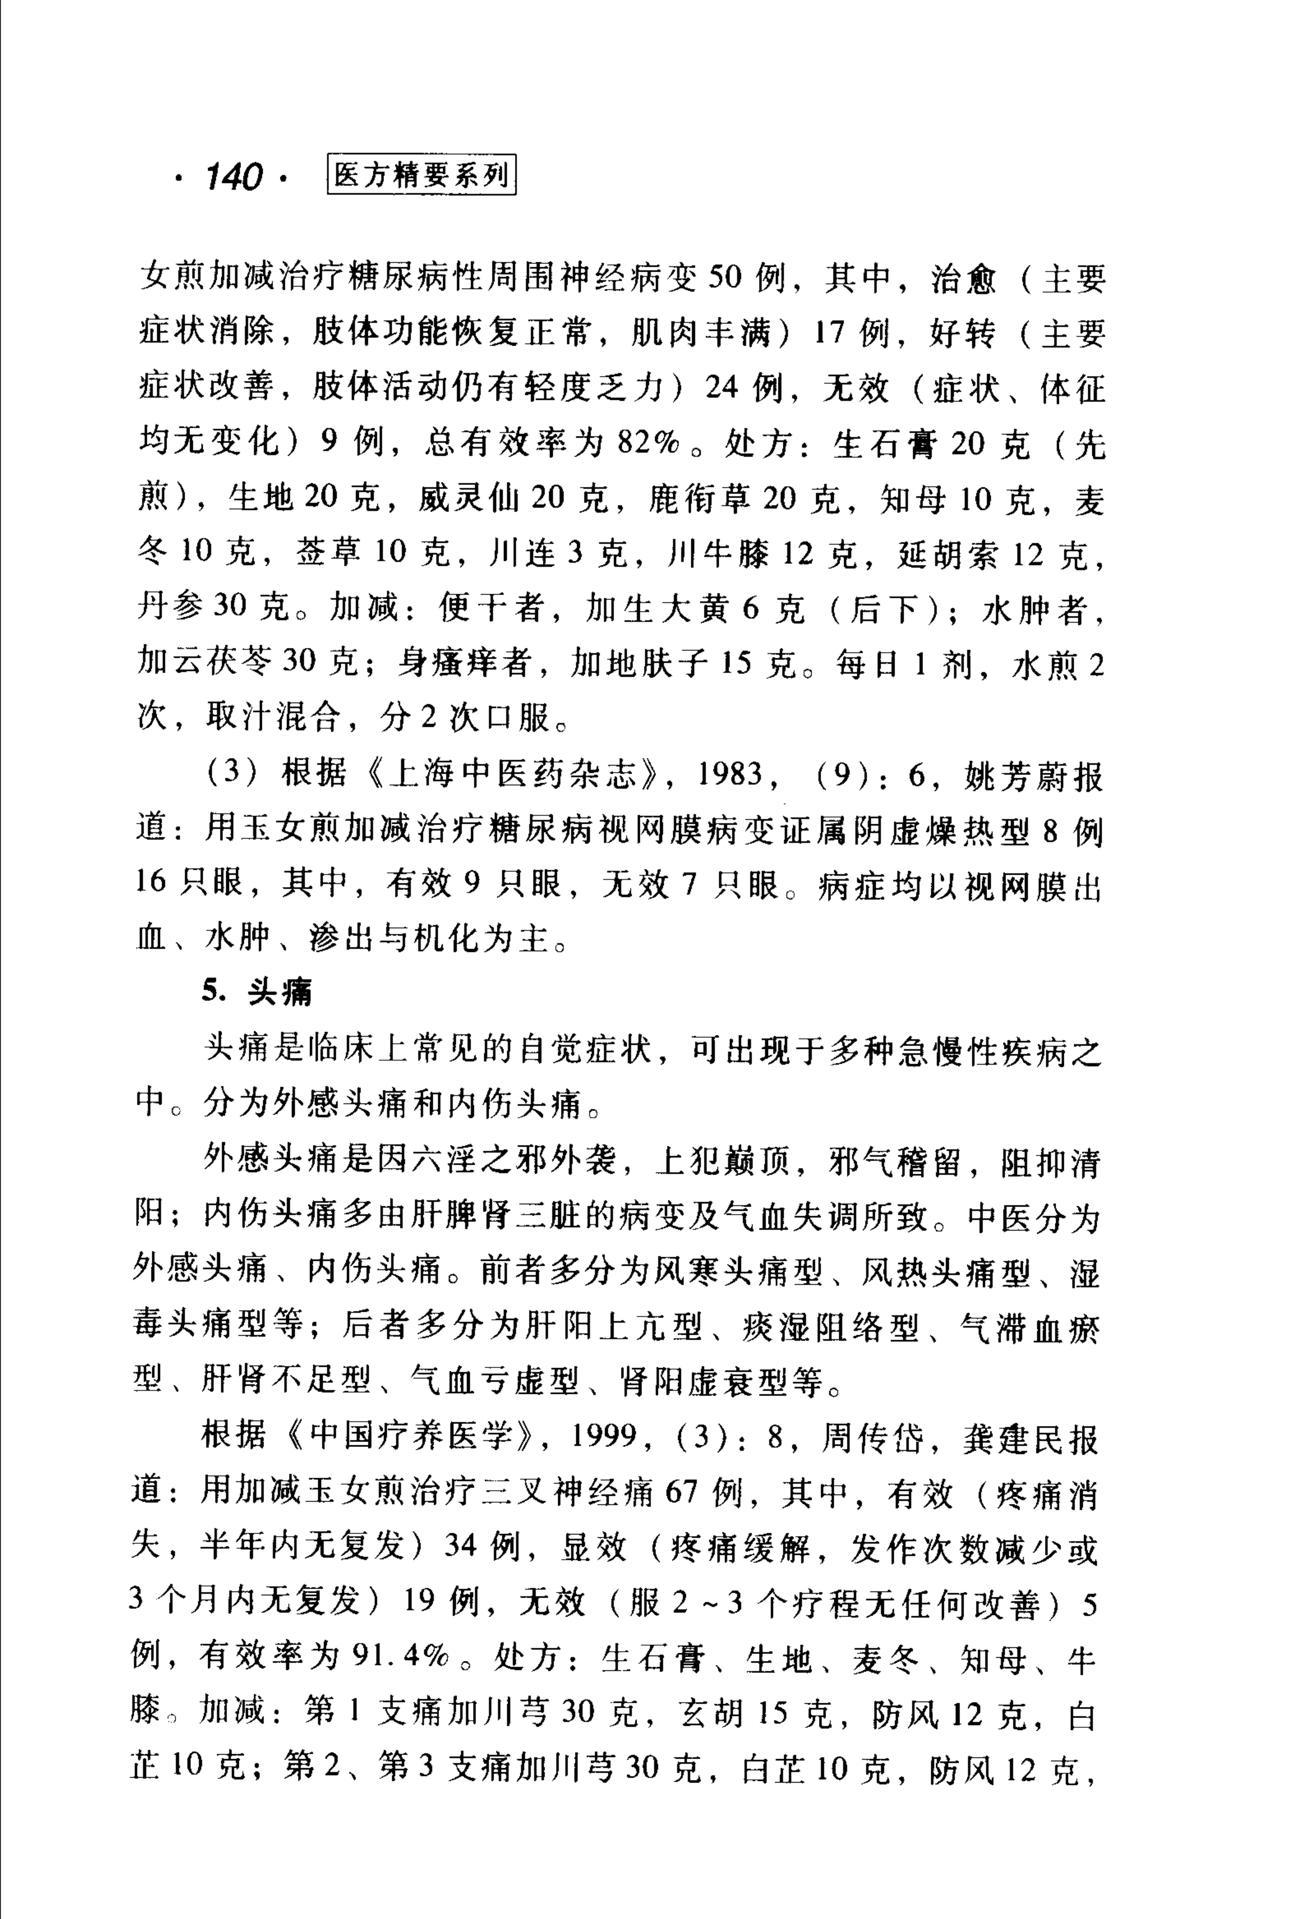 ·140· 医方精要系列
女煎加减治疗糖尿病性周围神经病变50例，其中，治愈（主要
症状消除，肢体功能恢复正常，肌肉丰满）17例，好转（主要
症状改善，肢体活动仍有轻度乏力）24例，无效（症状、体征
均无变化）9例，总有效率为82%。处方：生石膏20克（先
煎），生地20克，威灵仙20克，鹿衔草20克，知母10克，麦
冬10克，莶草10克，川连3克，川牛膝12克，延胡索12克，
丹参30克。加减：便干者，加生大黄6克（后下）；水肿者，
加云茯苓30克；身瘙痒者，加地肤子15克。每日1剂，水煎2
次，取汁混合，分2次口服。
（3）根据《上海中医药杂志》，1983，（9）：6，姚芳蔚报
道：用玉女煎加减治疗糖尿病视网膜病变证属阴虚燥热型8例
16只眼，其中，有效9只眼，无效7只眼。病症均以视网膜出
血、水肿、渗出与机化为主。
5. 头痛
头痛是临床上常见的自觉症状，可出现于多种急慢性疾病之
中。分为外感头痛和内伤头痛。
外感头痛是因六淫之邪外袭，上犯巅顶，邪气稽留，阻抑清
阳；内伤头痛多由肝脾肾三脏的病变及气血失调所致。中医分为
外感头痛、内伤头痛。前者多分为风寒头痛型、风热头痛型、湿
毒头痛型等；后者多分为肝阳上亢型、痰湿阻络型、气滞血瘀
型、肝肾不足型、气血亏虚型、肾阳虚衰型等。
根据《中国疗养医学》，1999，（3）：8，周传岱，龚建民报
道：用加减玉女煎治疗三叉神经痛67例，其中，有效（疼痛消
失，半年内无复发）34例，显效（疼痛缓解，发作次数减少或
3个月内无复发）19例，无效（服2～3个疗程无任何改善）5
例，有效率为91.4%。处方：生石膏、生地、麦冬、知母、牛
膝。加减：第1支痛加川芎30克，玄胡15克，防风12克，白
芷10克；第2、第3支痛加川芎30克，白芷10克，防风12克，